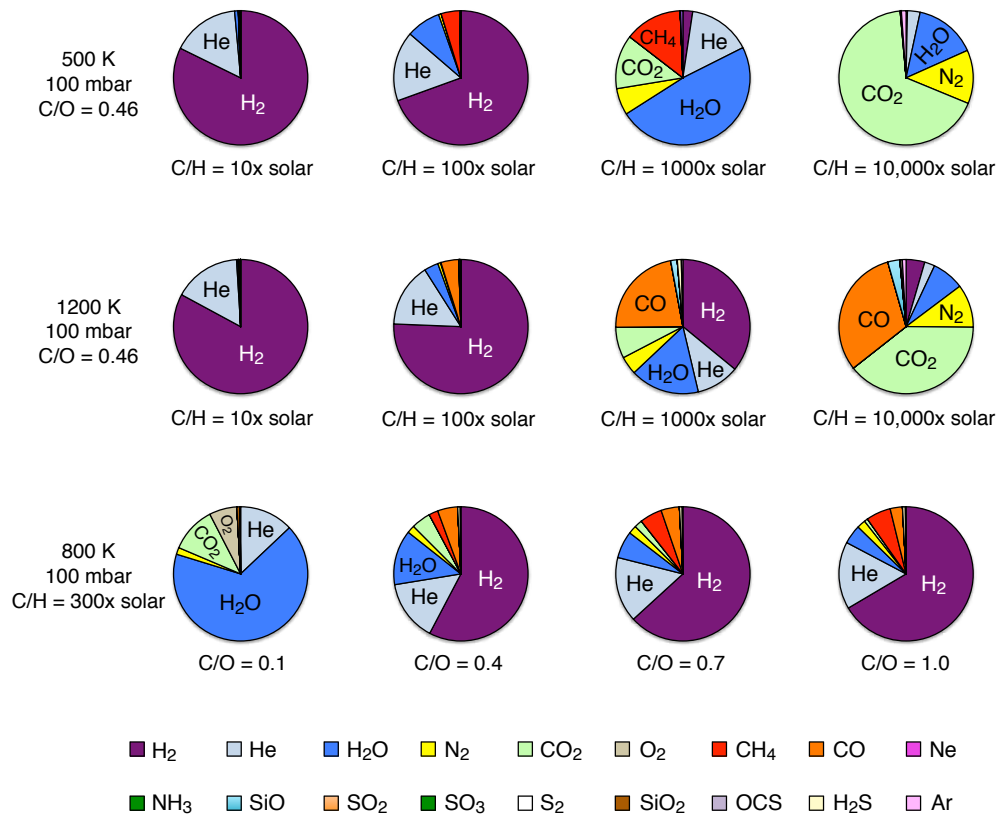 500 K
100 mbar
C/O = 0.46
He
H₂
C/H = 10x solar
He
H₂
C/H = 100x solar
CH₄
He
CO₂
H₂O
C/H = 1000x solar
H₂O
N₂
CO₂
C/H = 10,000x solar
1200 K
100 mbar
C/O = 0.46
He
H₂
C/H = 10x solar
He
H₂
C/H = 100x solar
CO
H₂
H₂O
He
C/H = 1000x solar
CO
N₂
CO₂
C/H = 10,000x solar
800 K
100 mbar
C/H = 300x solar
O₂
He
CO₂
H₂O
C/O = 0.1
H₂O
H₂
He
C/O = 0.4
He
H₂
C/O = 0.7
He
H₂
C/O = 1.0
H₂ He H₂O N₂ CO₂ O₂ CH₄ CO Ne
NH₃ SiO SO₂ SO₃ S₂ SiO₂ OCS H₂S Ar